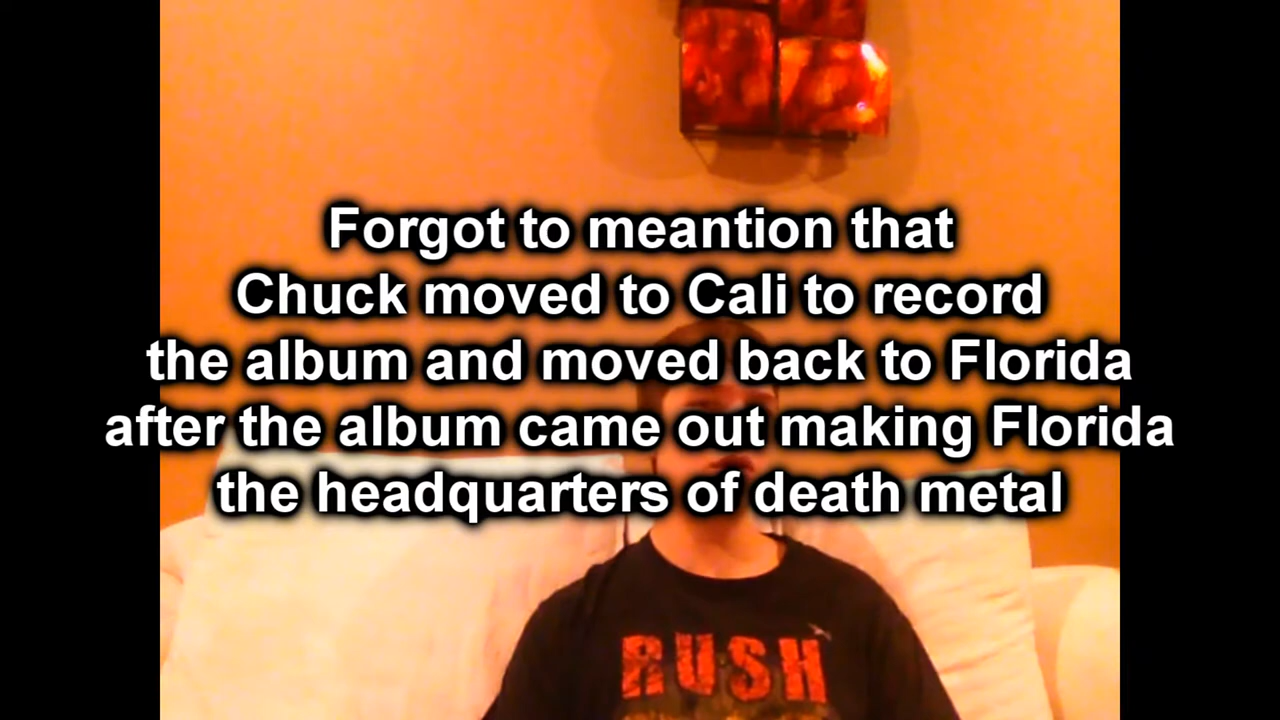 Forgot to meantion that
Chuck moved to Cali to record
the album and moved back to Florida
after the album came out making Florida
the headquarters of death metal
RUSH